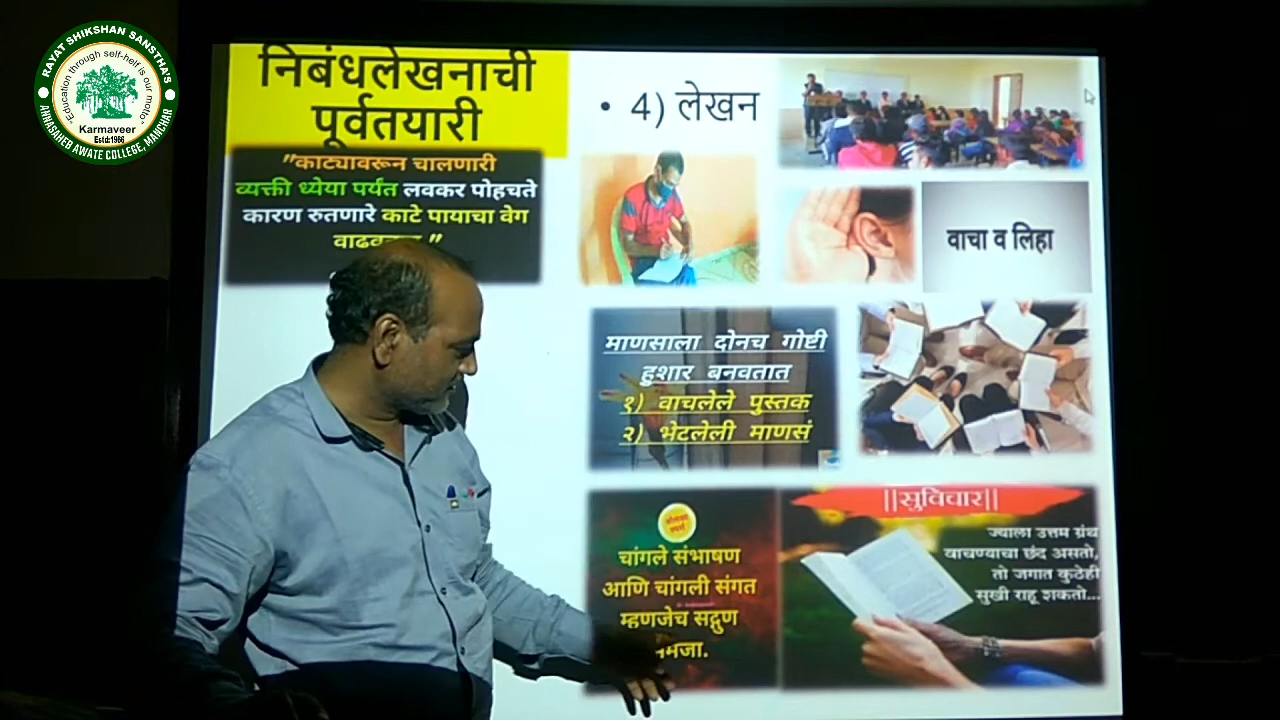 RAYAT SHIKSHAN SANSTHA'S
"Education through self-help is our motto"
Karmaveer
Estd:1966
ANNASAHEB AWATE COLLEGE, MANCHAR
निबंधलेखनाची
पूर्वतयारी
"काट्यावरून चालणारी
व्यक्ती ध्येया पर्यंत लवकर पोहचते
कारण रुतणारे काटे पायाचा वेग
• 4) लेखन
वाचा व लिहा
माणसाला दोनच गोष्टी
हुशार बनवतात
१) वाचलेले पुस्तक
२) भेटलेली माणसं
चांगले संभाषण
आणि चांगली संगत
म्हणजेच सद्गुण
||सुविचार||
ज्याला उत्तम ग्रंथ
वाचण्याचा छंद असतो,
तो जगात कुठेही
सुखी राहू शकतो...